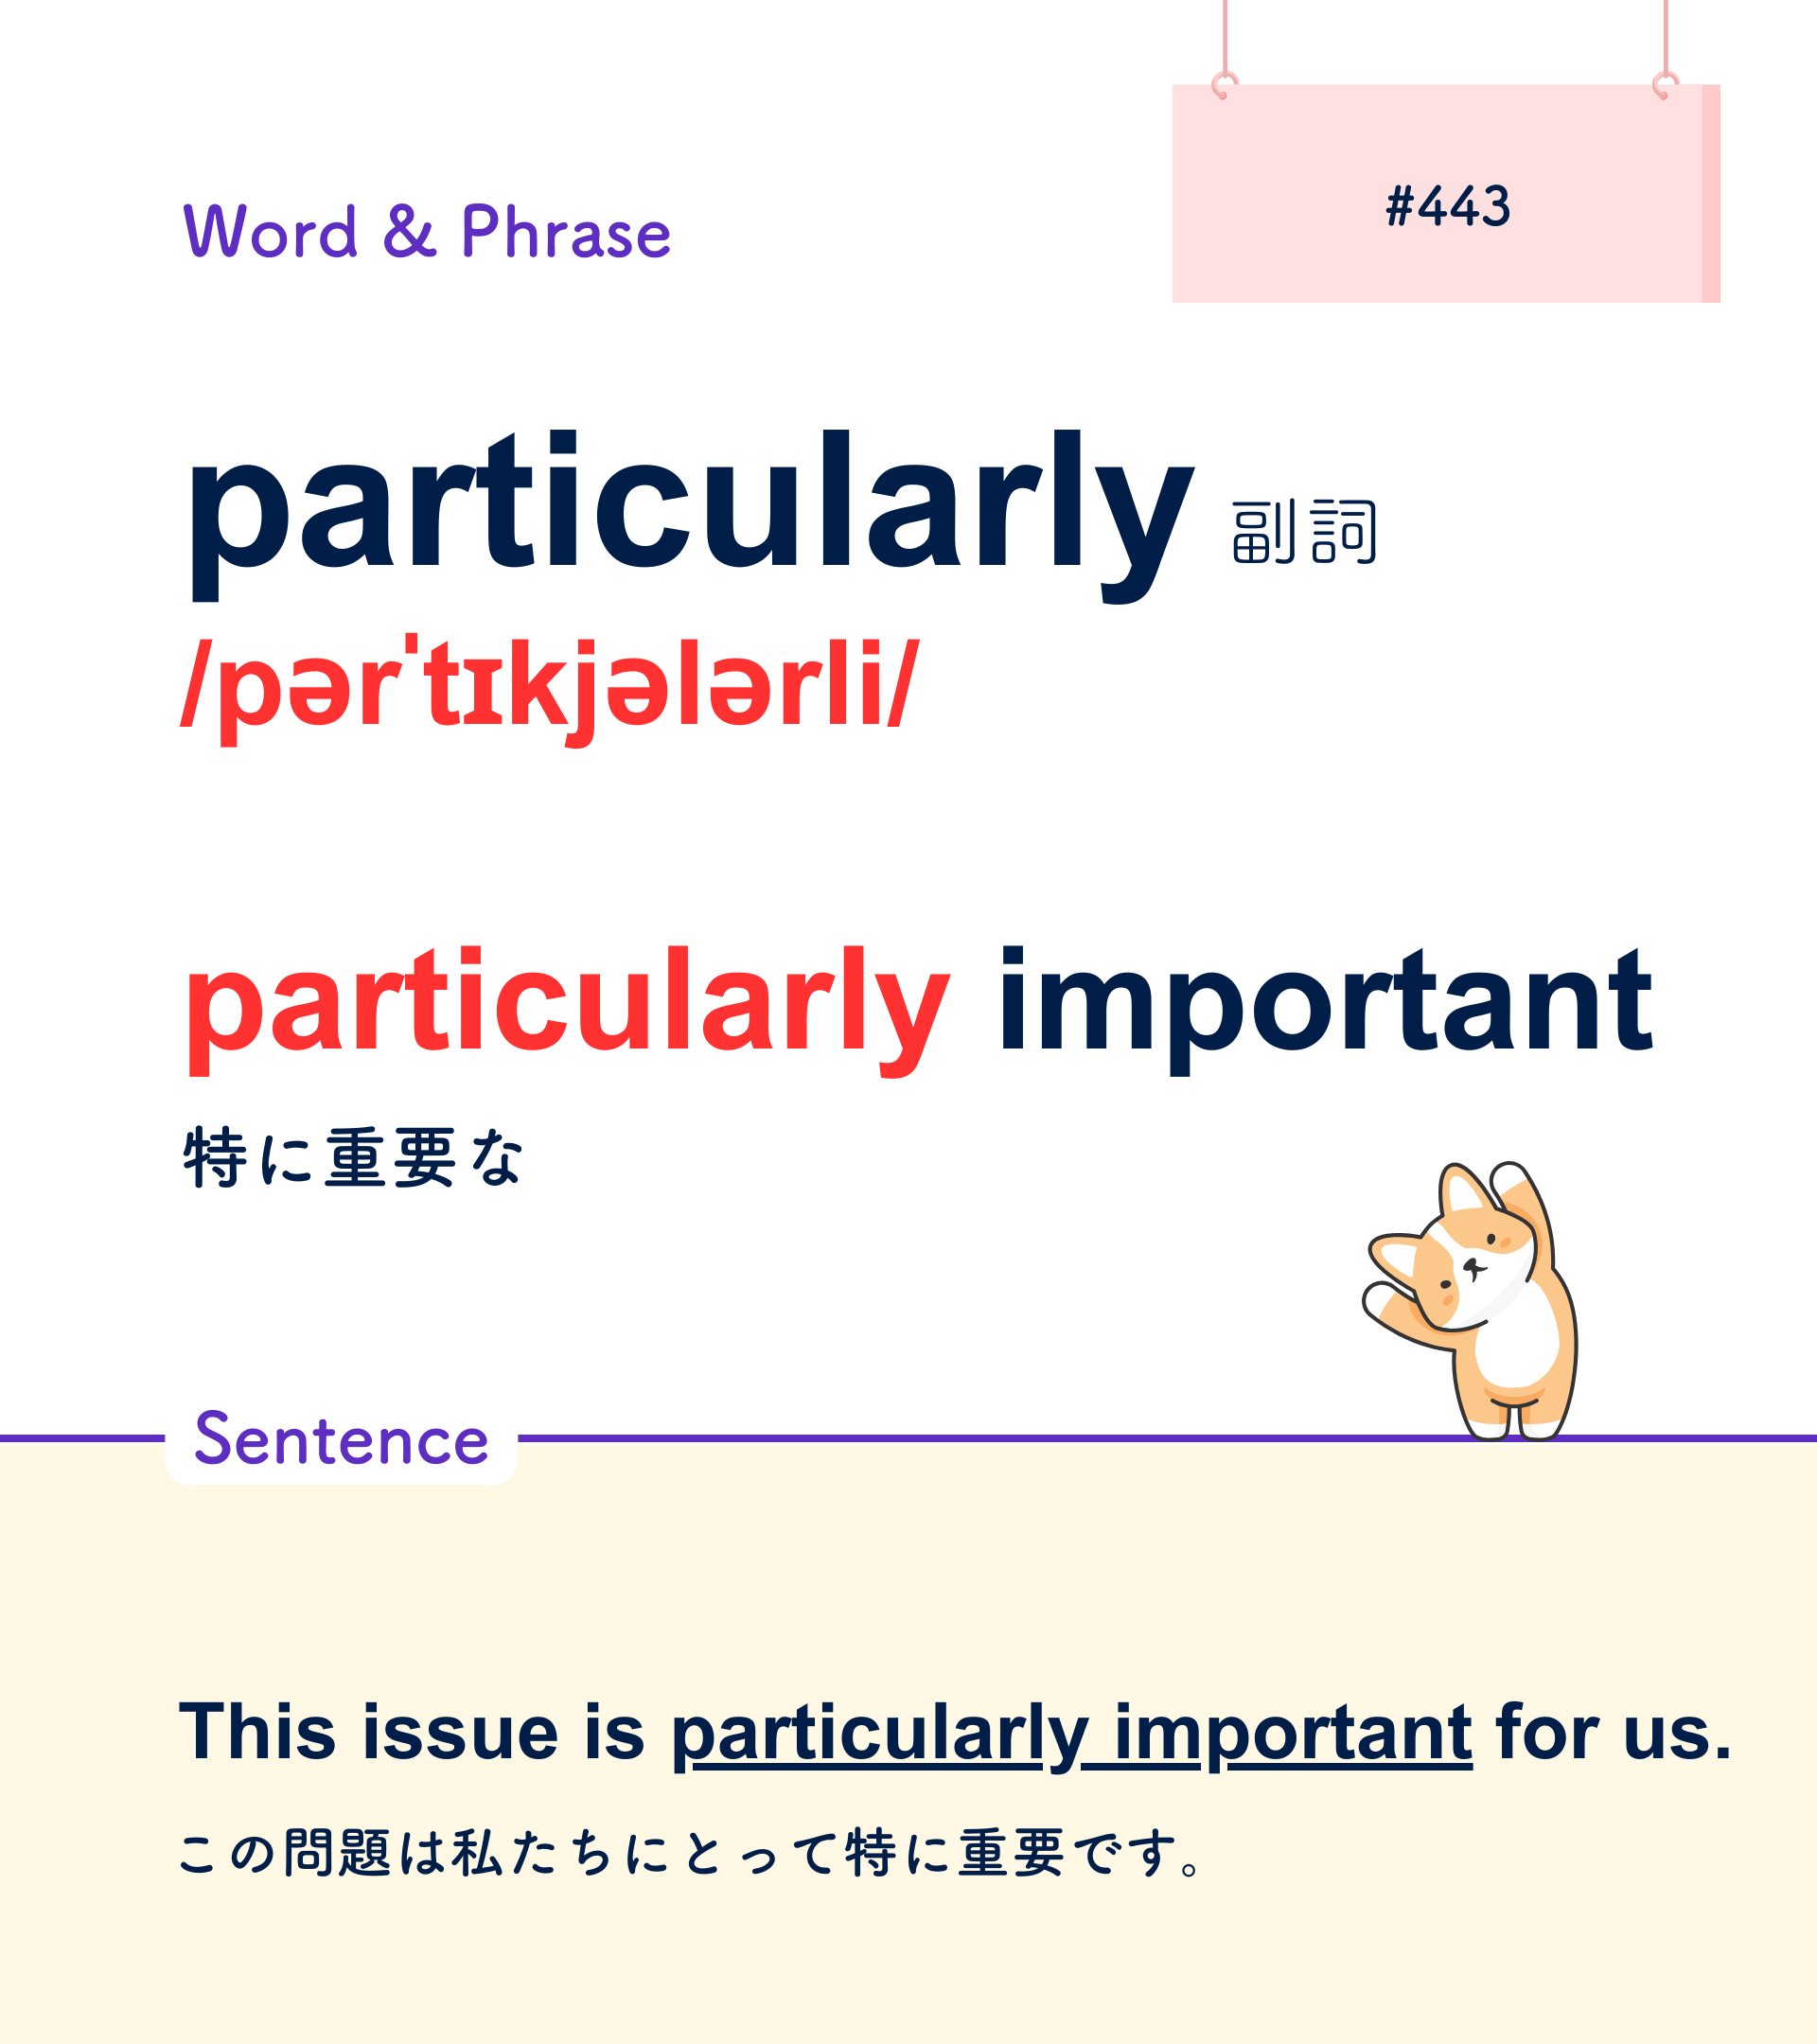 #443
Word & Phrase
particularly 副詞
/pərˈtɪkjələrli/
particularly important
特に重要な
Sentence
This issue is particularly important for us.
この問題は私たちにとって特に重要です。